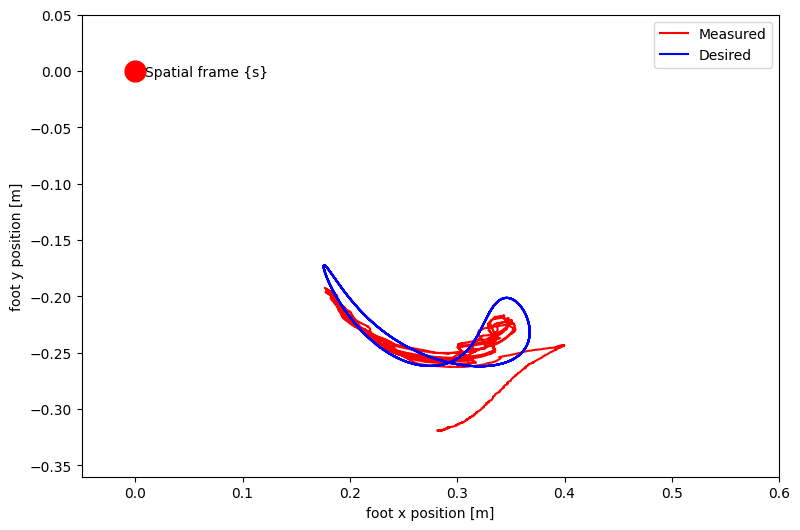 0.05
0.00
−0.05
−0.10
−0.15
−0.20
−0.25
−0.30
−0.35
foot y position [m]
Spatial frame {s}
Measured
Desired
0.0 0.1 0.2 0.3 0.4 0.5 0.6
foot x position [m]